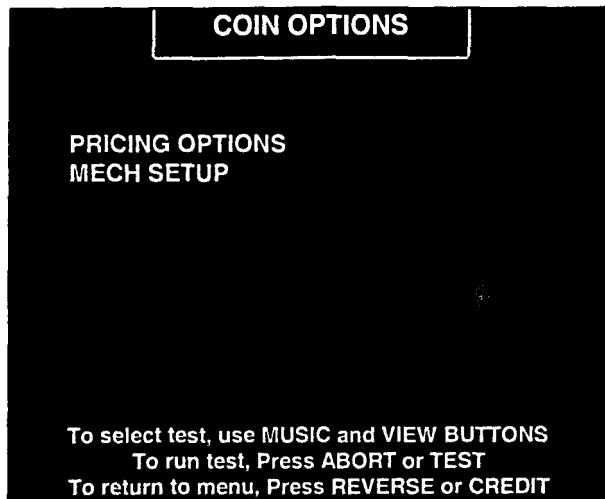 COIN OPTIONS
PRICING OPTIONS
MECH SETUP
To select test, use MUSIC and VIEW BUTTONS
To run test, Press ABORT or TEST
To return to menu, Press REVERSE or CREDIT